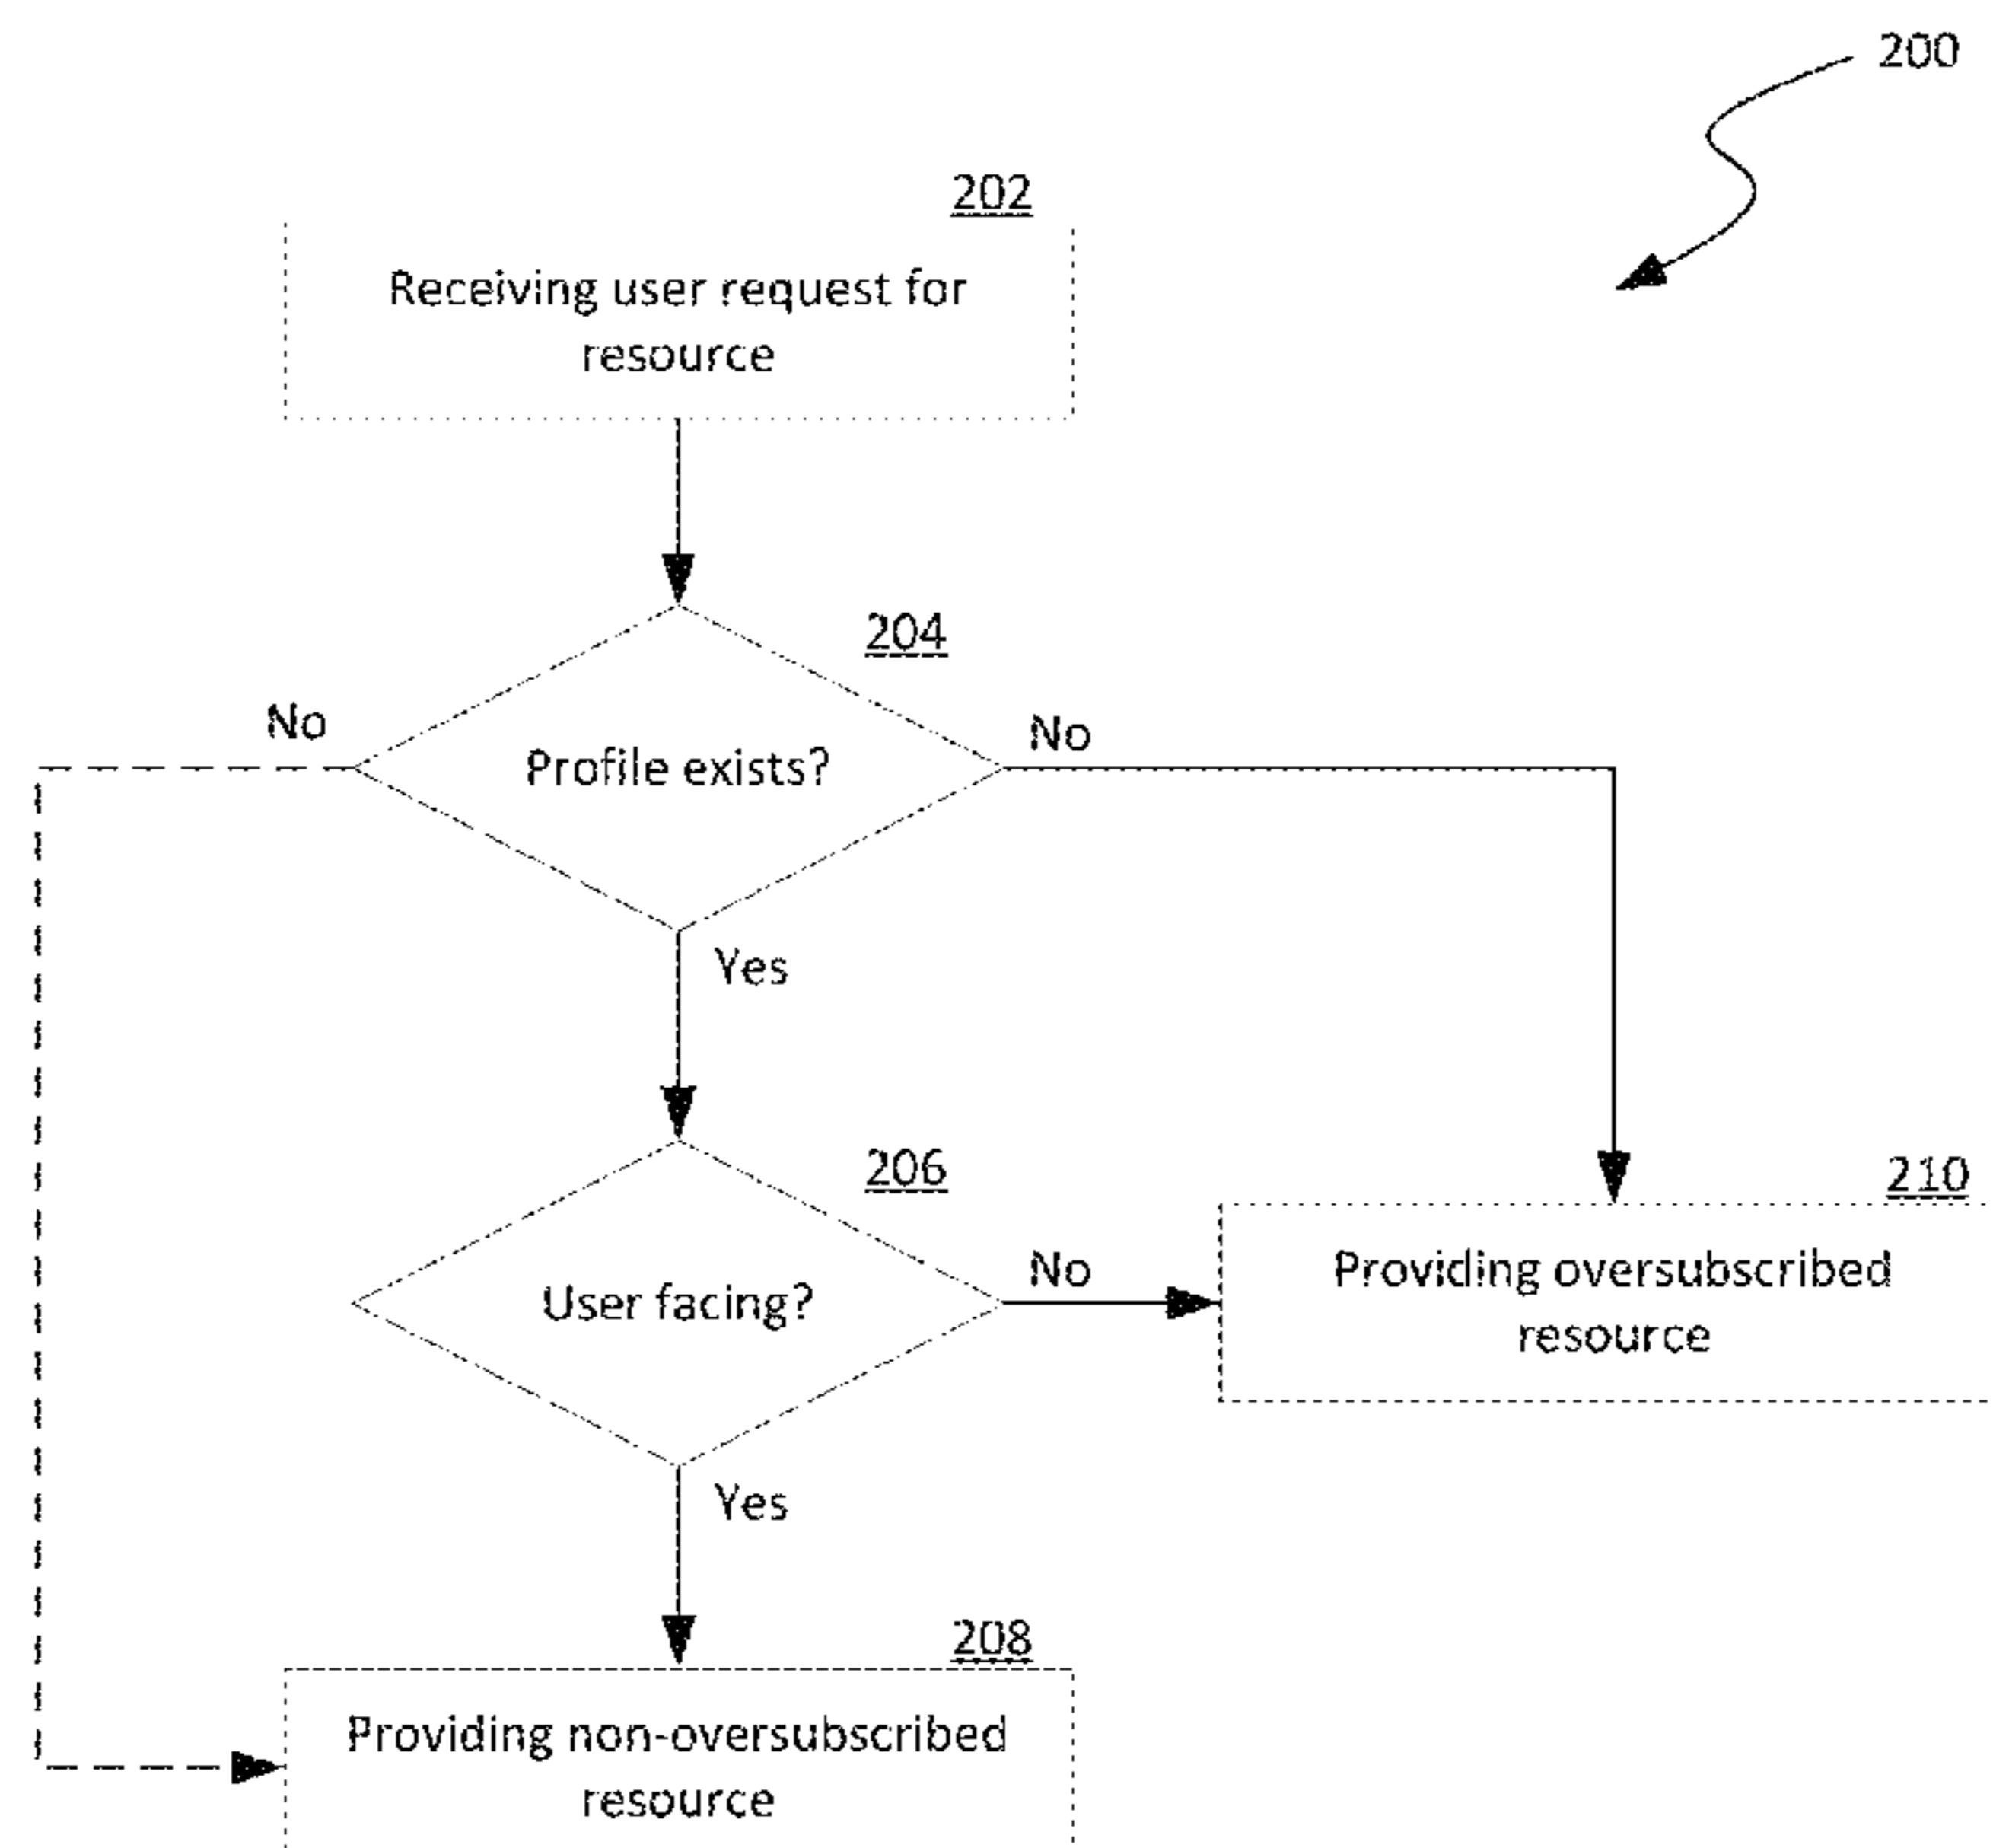 200
202
Receiving user request for
resource
204
No
No
Profile exists?
Yes
206
210
User facing?
No
Providing oversubscribed
resource
Yes
208
Providing non-oversubscribed
resource